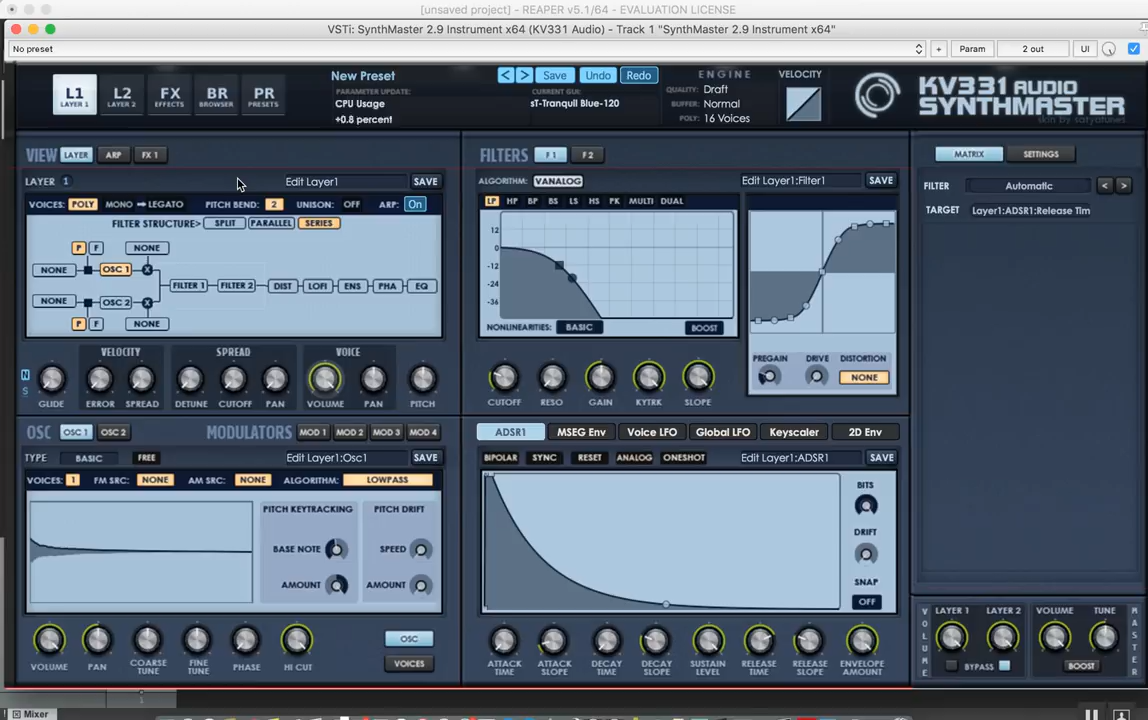 [unsaved project] - REAPER v5.1/64 - EVALUATION LICENSE
VSTi: SynthMaster 2.9 Instrument x64 (KV331 Audio) - Track 1 "SynthMaster 2.9 Instrument x64"
No preset + Param 2 out UI
L1 LAYER 1 L2 LAYER 2 FX EFFECTS BR BROWSER PR PRESETS
New Preset < > Save Undo Redo
PARAMETER UPDATE: CURRENT GUI:
CPU Usage sT-Tranquil Blue-120
+0.8 percent
ENGINE VELOCITY
QUALITY: Draft
BUFFER: Normal
POLY: 16 Voices
KV331 AUDIO
SYNTHMASTER
skin by satyatunes
VIEW LAYER ARP FX 1
LAYER 1 Edit Layer1 SAVE
VOICES: POLY MONO LEGATO PITCH BEND: 2 UNISON: OFF ARP: On
FILTER STRUCTURE> SPLIT PARALLEL SERIES
P F NONE
NONE OSC 1 X
FILTER 1 FILTER 2 DIST LOFI ENS PHA EQ
NONE OSC 2 X
P F NONE
VELOCITY SPREAD VOICE
N
S
GLIDE ERROR SPREAD DETUNE CUTOFF PAN VOLUME PAN PITCH
FILTERS F 1 F 2
ALGORITHM: VANALOG Edit Layer1:Filter1 SAVE
LP HP BP BS LS HS PK MULTI DUAL
12
0
-12
-24
-36
NONLINEARITIES: BASIC BOOST
PREGAIN DRIVE DISTORTION
NONE
CUTOFF RESO GAIN KYTRK SLOPE
MATRIX SETTINGS
FILTER Automatic < >
TARGET Layer1:ADSR1:Release Tim
OSC OSC 1 OSC 2 MODULATORS MOD 1 MOD 2 MOD 3 MOD 4
TYPE BASIC FREE Edit Layer1:Osc1 SAVE
VOICES: 1 FM SRC: NONE AM SRC: NONE ALGORITHM: LOWPASS
PITCH KEYTRACKING PITCH DRIFT
BASE NOTE SPEED
AMOUNT AMOUNT
VOLUME PAN COARSE TUNE FINE TUNE PHASE HI CUT
OSC
VOICES
ADSR1 MSEG Env Voice LFO Global LFO Keyscaler 2D Env
BIPOLAR SYNC RESET ANALOG ONESHOT Edit Layer1:ADSR1 SAVE
BITS
DRIFT
SNAP
OFF
ATTACK TIME ATTACK SLOPE DECAY TIME DECAY SLOPE SUSTAIN LEVEL RELEASE TIME RELEASE SLOPE ENVELOPE AMOUNT
VOLUME LAYER 1 LAYER 2 VOLUME TUNE MASTER
BYPASS BOOST
Mixer